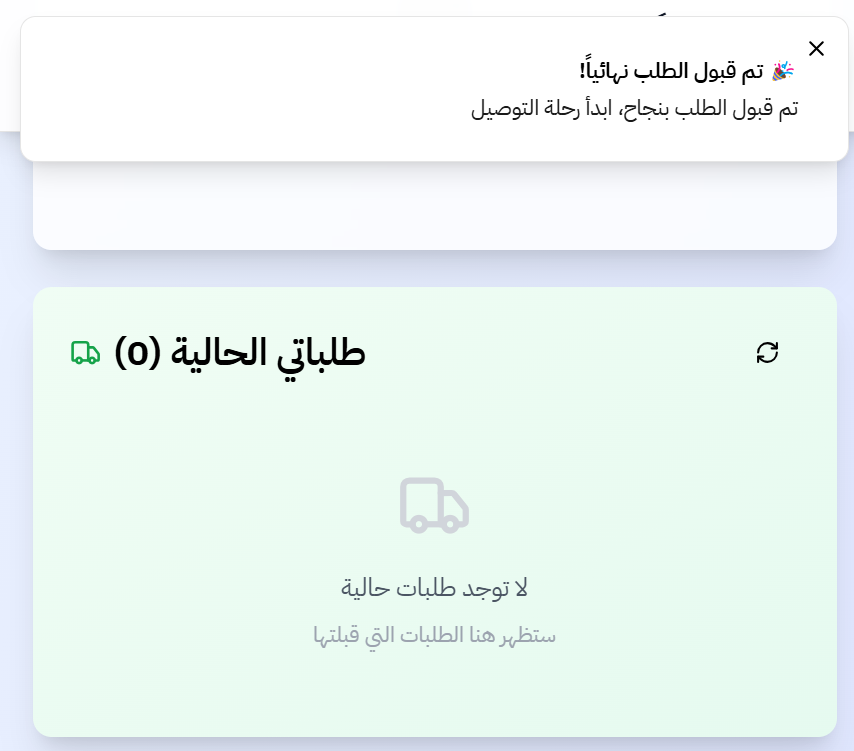 🎉 تم قبول الطلب نهائياً!
تم قبول الطلب بنجاح، ابدأ رحلة التوصيل
طلباتي الحالية (0)
لا توجد طلبات حالية
ستظهر هنا الطلبات التي قبلتها